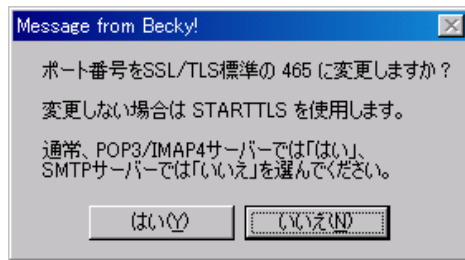 Message from Becky!
ポート番号をSSL/TLS標準の 465 に変更しますか？
変更しない場合は STARTTLS を使用します。
通常、POP3/IMAP4サーバーでは「はい」、
SMTPサーバーでは「いいえ」を選んでください。
はい(Y)
いいえ(N)